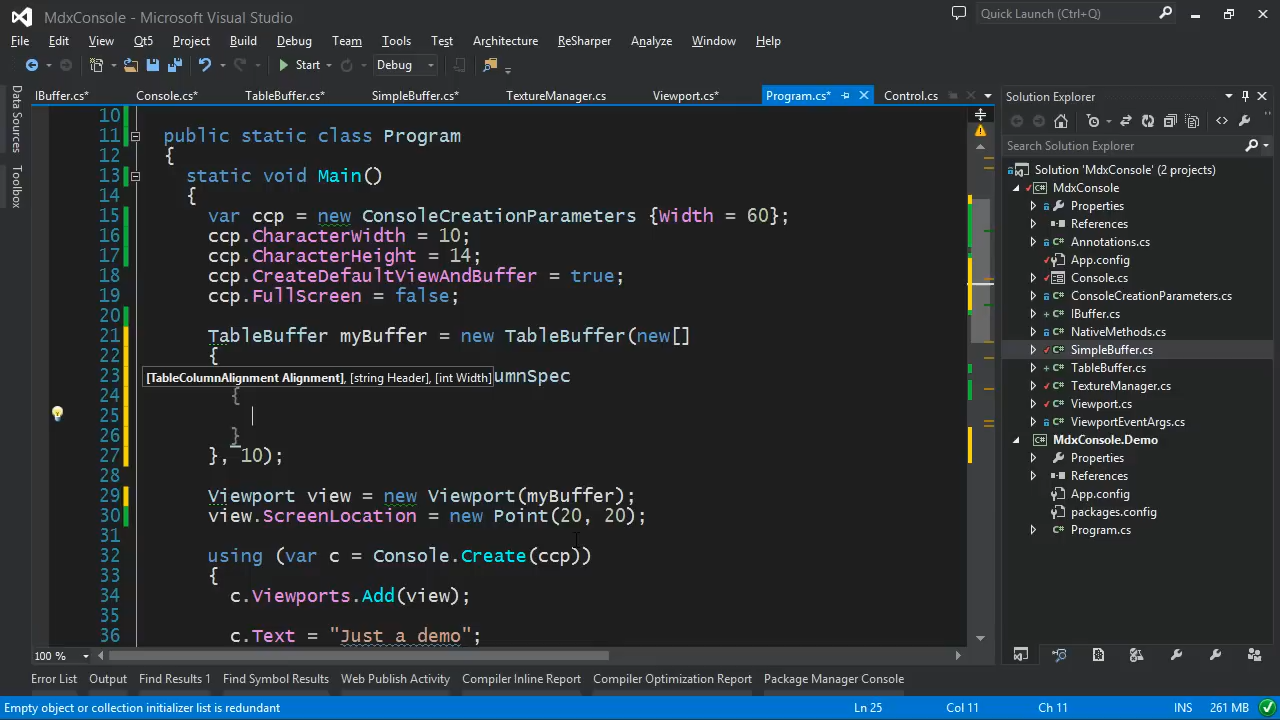 MdxConsole - Microsoft Visual Studio
Quick Launch (Ctrl+Q)
File Edit View Qt5 Project Build Debug Team Tools Test Architecture ReSharper Analyze Window Help
Start Debug
IBuffer.cs* Console.cs* TableBuffer.cs* SimpleBuffer.cs* TextureManager.cs Viewport.cs* Program.cs* Control.cs
Data Sources
Toolbox
10
11 public static class Program
12 {
13 static void Main()
14 {
15 var ccp = new ConsoleCreationParameters {Width = 60};
16 ccp.CharacterWidth = 10;
17 ccp.CharacterHeight = 14;
18 ccp.CreateDefaultViewAndBuffer = true;
19 ccp.FullScreen = false;
20
21 TableBuffer myBuffer = new TableBuffer(new[]
22 {
23 umnSpec
[TableColumnAlignment Alignment], [string Header], [int Width]
24 {
25
26 }
27 }, 10);
28
29 Viewport view = new Viewport(myBuffer);
30 view.ScreenLocation = new Point(20, 20);
31
32 using (var c = Console.Create(ccp))
33 {
34 c.Viewports.Add(view);
35
36 c.Text = "Just a demo";
100 %
Solution Explorer
Search Solution Explorer
Solution 'MdxConsole' (2 projects)
MdxConsole
Properties
References
Annotations.cs
App.config
Console.cs
ConsoleCreationParameters.cs
IBuffer.cs
NativeMethods.cs
SimpleBuffer.cs
TableBuffer.cs
TextureManager.cs
Viewport.cs
ViewportEventArgs.cs
MdxConsole.Demo
Properties
References
App.config
packages.config
Program.cs
Error List Output Find Results 1 Find Symbol Results Web Publish Activity Compiler Inline Report Compiler Optimization Report Package Manager Console
Empty object or collection initializer list is redundant Ln 25 Col 11 Ch 11 INS 261 MB